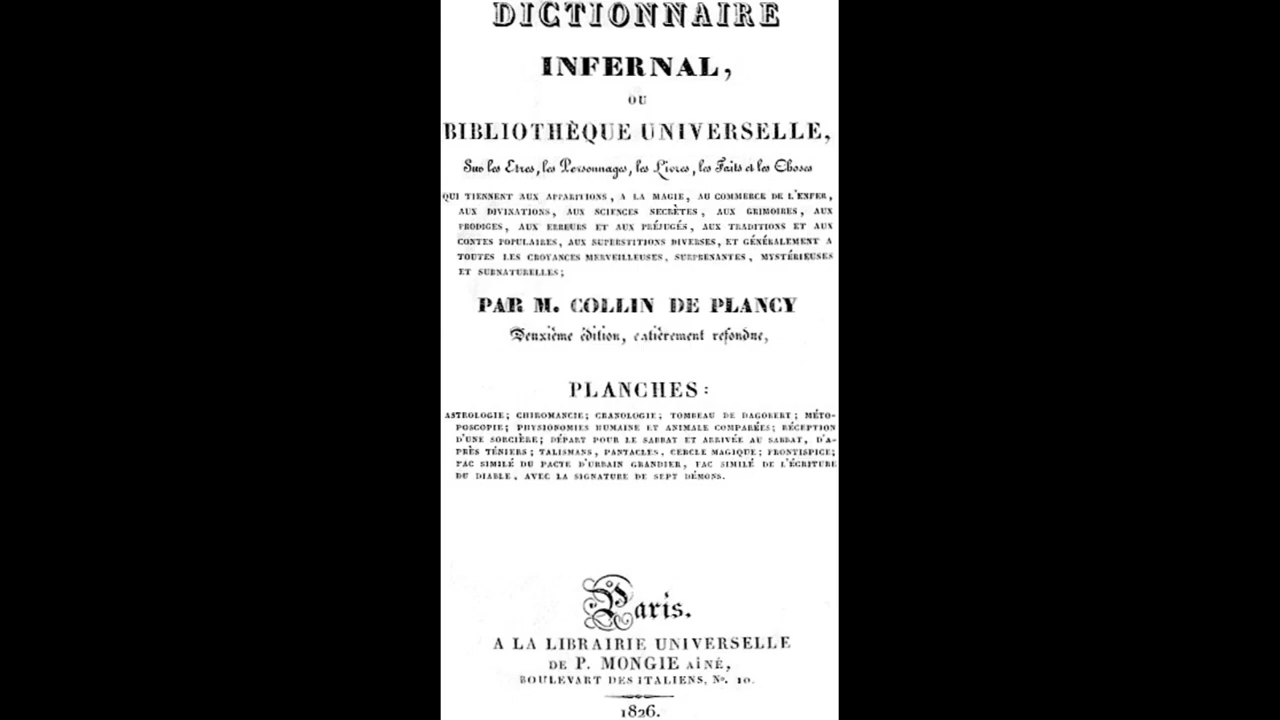 DICTIONNAIRE
INFERNAL,
OU
BIBLIOTHÈQUE UNIVERSELLE,
Sur les Etres, les Personnages, les Livres, les Faits et les Choses
QUI TIENNENT AUX APPARITIONS, A LA MAGIE, AU COMMERCE DE L'ENFER,
AUX DIVINATIONS, AUX SCIENCES SECRÈTES, AUX GRIMOIRES, AUX
PRODIGES, AUX ERREURS ET AUX PRÉJUGÉS, AUX TRADITIONS ET AUX
CONTES POPULAIRES, AUX SUPERSTITIONS DIVERSES, ET GÉNÉRALEMENT A
TOUTES LES CROYANCES MERVEILLEUSES, SURPRENANTES, MYSTÉRIEUSES
ET SURNATURELLES;
PAR M. COLLIN DE PLANCY
Deuxième édition, entièrement refondue,
PLANCHES:
ASTROLOGIE; CHIROMANCIE; CRANOLOGIE; TOMBEAU DE DAGOBERT; MÉTO-
POSCOPIE; PHYSIONOMIES HUMAINE ET ANIMALE COMPARÉES; RÉCEPTION
D'UNE SORCIÈRE; DÉPART POUR LE SABBAT ET ARRIVÉE AU SABBAT, D'A-
PRÈS TÉNIERS; TALISMANS, PANTACLES, CERCLE MAGIQUE; FRONTISPICE;
FAC SIMILÉ DU PACTE D'URBAIN GRANDIER, FAC SIMILÉ DE L'ÉCRITURE
DU DIABLE, AVEC LA SIGNATURE DE SEPT DÉMONS.
Paris.
A LA LIBRAIRIE UNIVERSELLE
DE P. MONGIE AÎNÉ,
BOULEVART DES ITALIENS, No. 10.
1826.